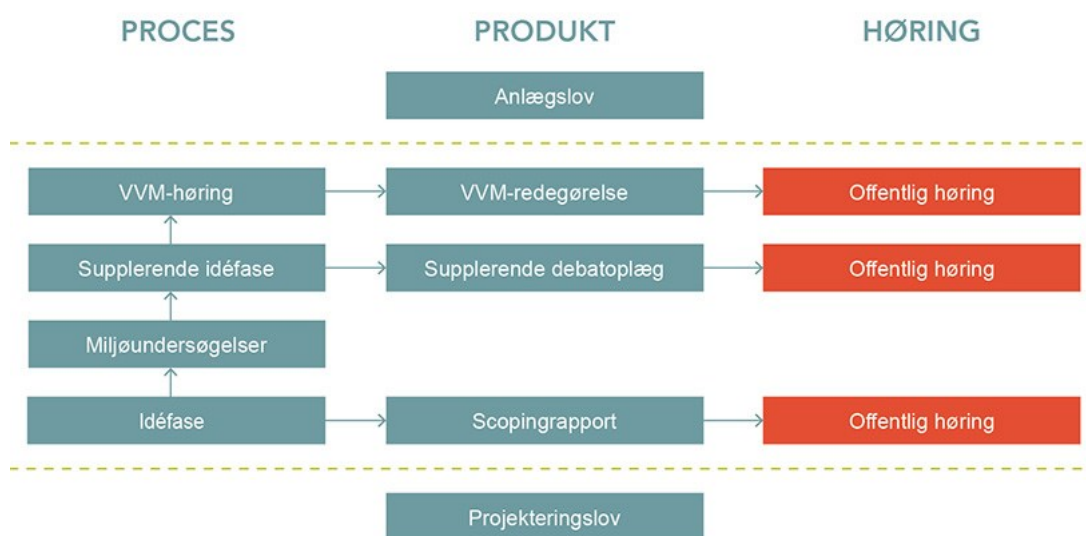 PROCES
PRODUKT
HØRING
Anlægslov
VVM-høring
VVM-redegørelse
Offentlig høring
Supplerende idéfase
Supplerende debatoplæg
Offentlig høring
Miljøundersøgelser
Idéfase
Scopingrapport
Offentlig høring
Projekteringslov